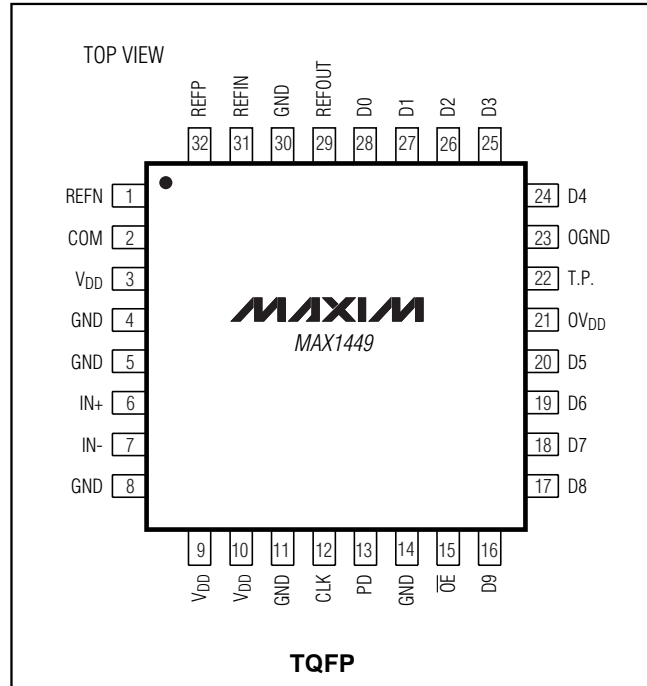 TOP VIEW
REFP REFIN GND REFOUT D0 D1 D2 D3
32 31 30 29 28 27 26 25
REFN 1
COM 2
VDD 3
GND 4
GND 5
IN+ 6
IN- 7
GND 8
MAXIM
MAX1449
24 D4
23 OGND
22 T.P.
21 OVDD
20 D5
19 D6
18 D7
17 D8
9 10 11 12 13 14 15 16
VDD VDD GND CLK PD GND O̅E̅ D9
TQFP